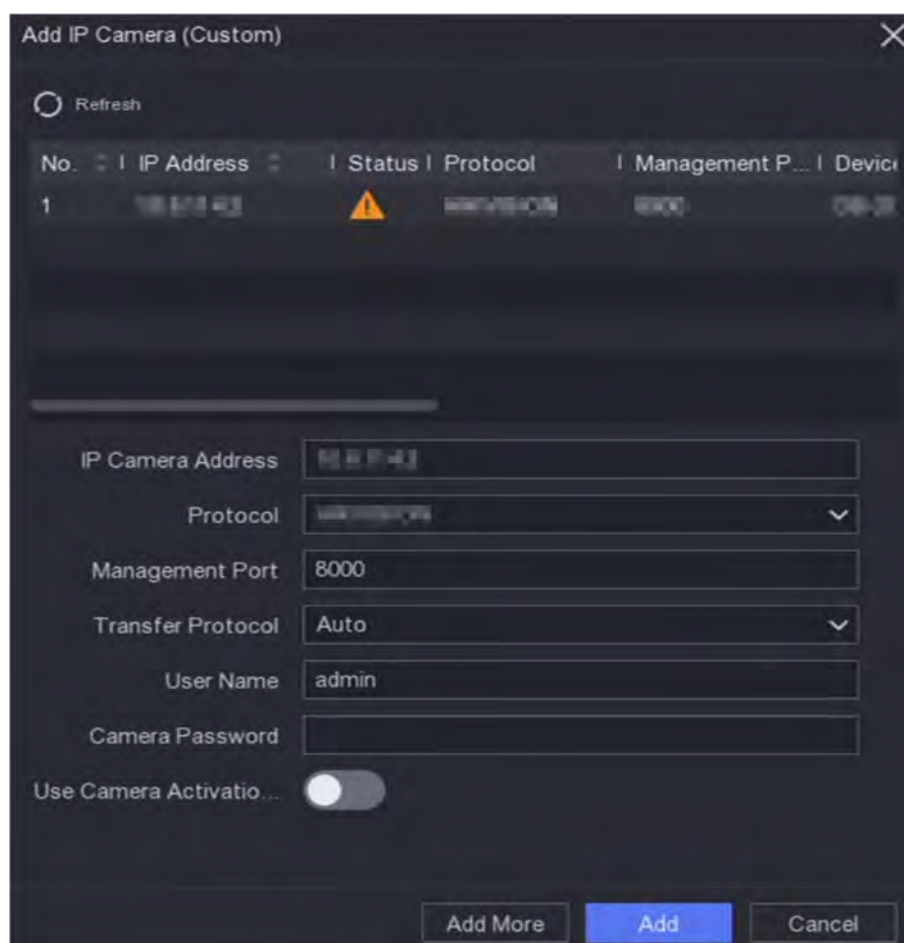 Add IP Camera (Custom)
Refresh
No. IP Address Status Protocol Management P... Device
1
IP Camera Address
Protocol
Management Port 8000
Transfer Protocol Auto
User Name admin
Camera Password
Use Camera Activatio...
Add More Add Cancel